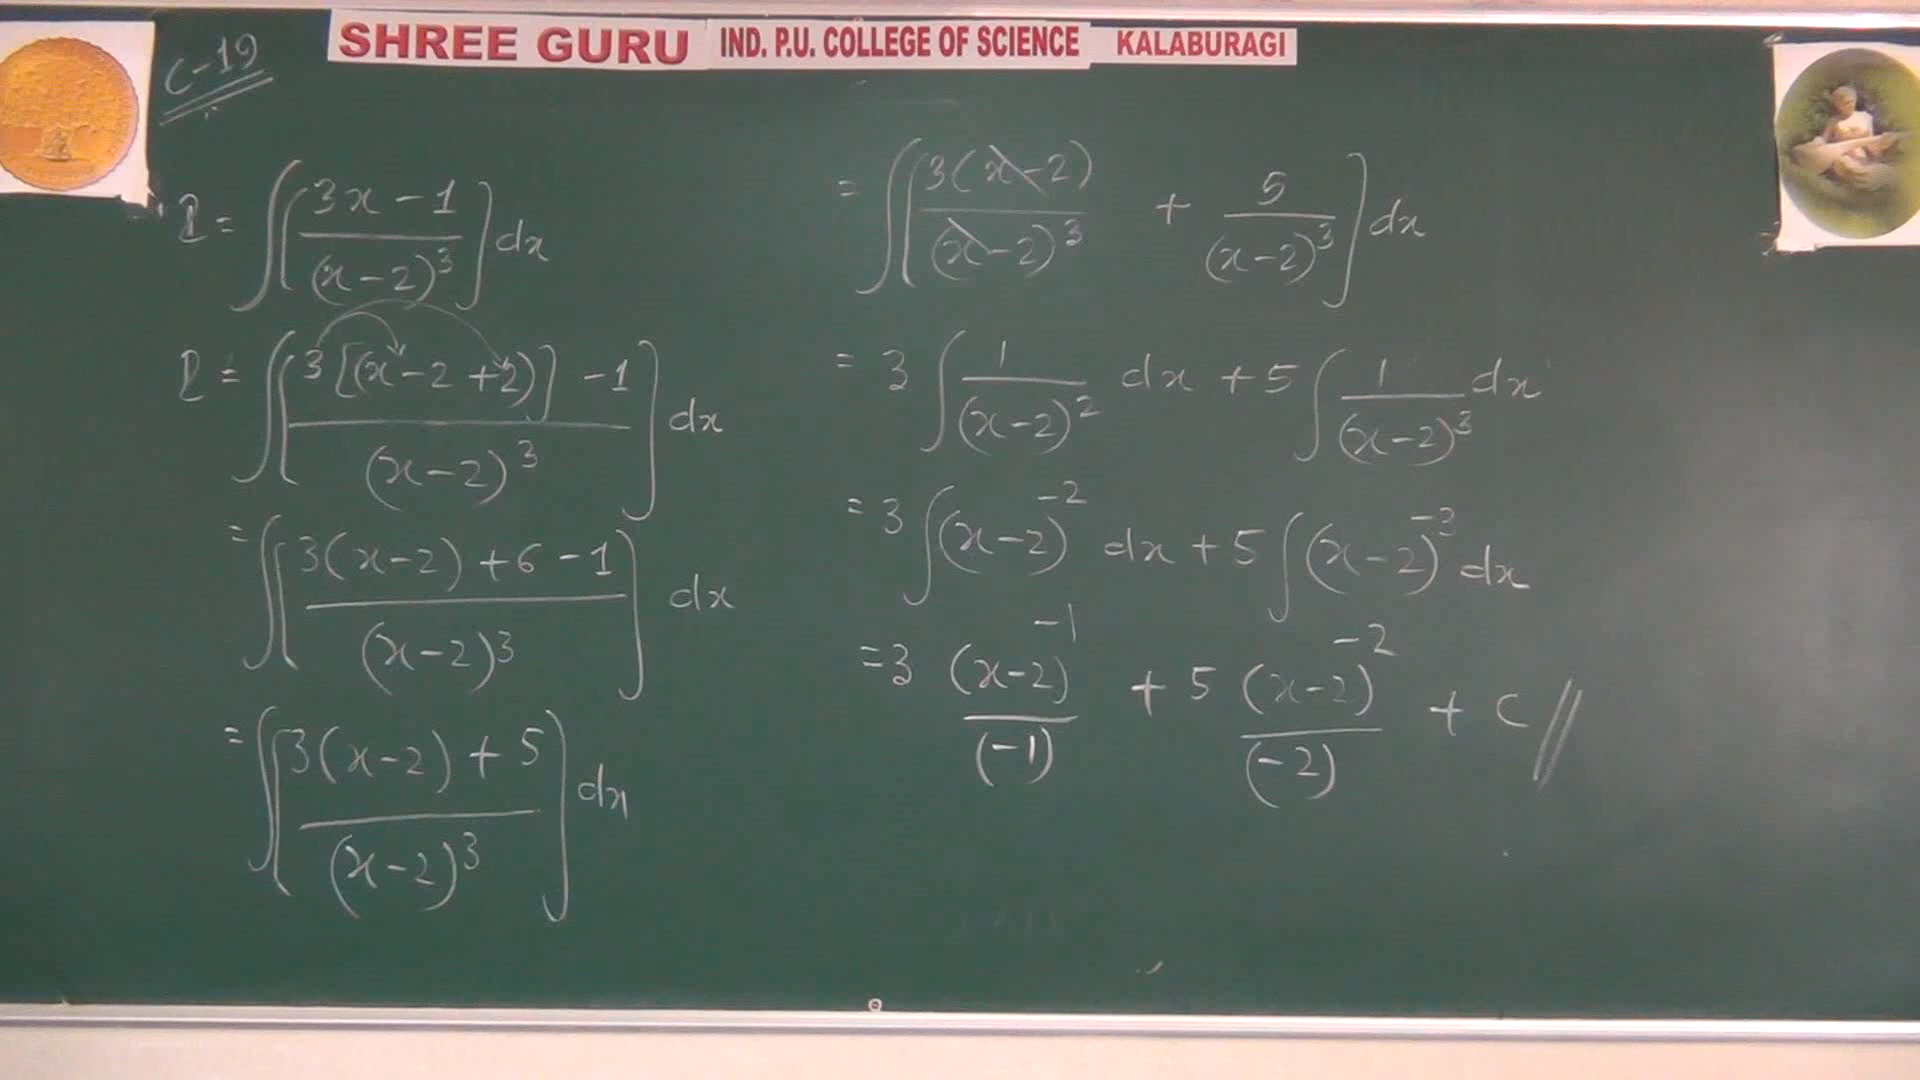 SHREE GURU IND. P.U. COLLEGE OF SCIENCE KALABURAGI
C-19
I = ∫[(3x-1)/(x-2)^3] dx
I = ∫[(3[(x-2+2)]-1)/(x-2)^3] dx
= ∫[(3(x-2)+6-1)/(x-2)^3] dx
= ∫[(3(x-2)+5)/(x-2)^3] dx
= ∫[3(x-2)/(x-2)^3 + 5/(x-2)^3] dx
= 3∫1/(x-2)^2 dx + 5∫1/(x-2)^3 dx
= 3∫(x-2)^-2 dx + 5∫(x-2)^-3 dx
= 3 (x-2)^-1/(-1) + 5 (x-2)^-2/(-2) + C //